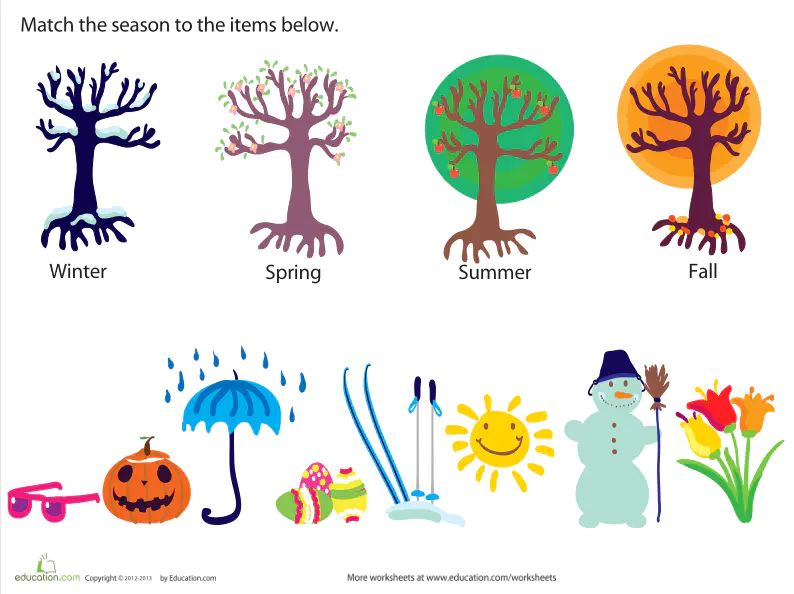 Match the season to the items below.
Winter
Spring
Summer
Fall
education.com Copyright © 2012-2013 by Education.com
More worksheets at www.education.com/worksheets